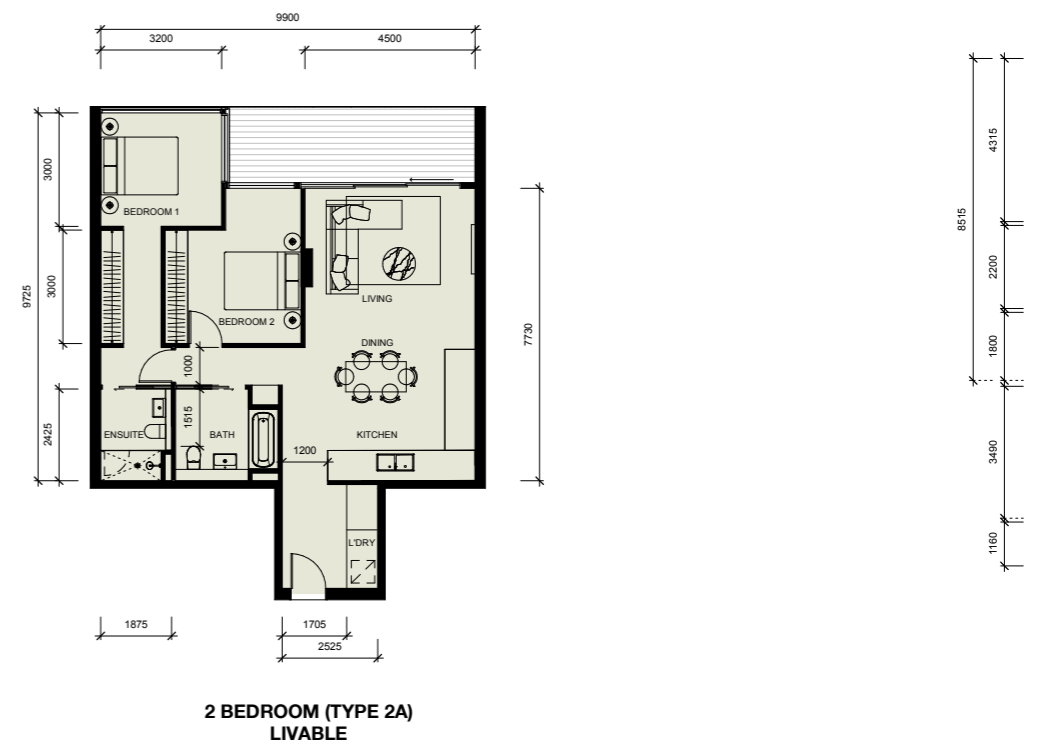 9900
3200
4500
4315
3000
8515
BEDROOM 1
2200
3000
9725
LIVING
BEDROOM 2
7730
DINING
1800
1000
1515
2425
ENSUITE
BATH
KITCHEN
1200
3490
L'DRY
1160
1875
1705
2525
2 BEDROOM (TYPE 2A)
LIVABLE